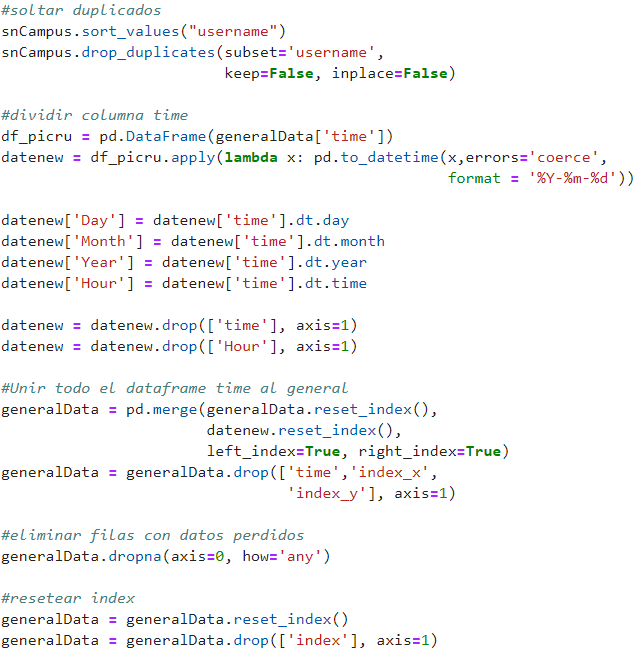 #soltar duplicados
snCampus.sort_values("username")
snCampus.drop_duplicates(subset='username',
                         keep=False, inplace=False)

#dividir columna time
df_picru = pd.DataFrame(generalData['time'])
datenew = df_picru.apply(lambda x: pd.to_datetime(x,errors='coerce',
                                                  format = '%Y-%m-%d'))

datenew['Day'] = datenew['time'].dt.day
datenew['Month'] = datenew['time'].dt.month
datenew['Year'] = datenew['time'].dt.year
datenew['Hour'] = datenew['time'].dt.time

datenew = datenew.drop(['time'], axis=1)
datenew = datenew.drop(['Hour'], axis=1)

#Unir todo el dataframe time al general
generalData = pd.merge(generalData.reset_index(),
                       datenew.reset_index(),
                       left_index=True, right_index=True)
generalData = generalData.drop(['time','index_x',
                                'index_y'], axis=1)

#eliminar filas con datos perdidos
generalData.dropna(axis=0, how='any')

#resetear index
generalData = generalData.reset_index()
generalData = generalData.drop(['index'], axis=1)